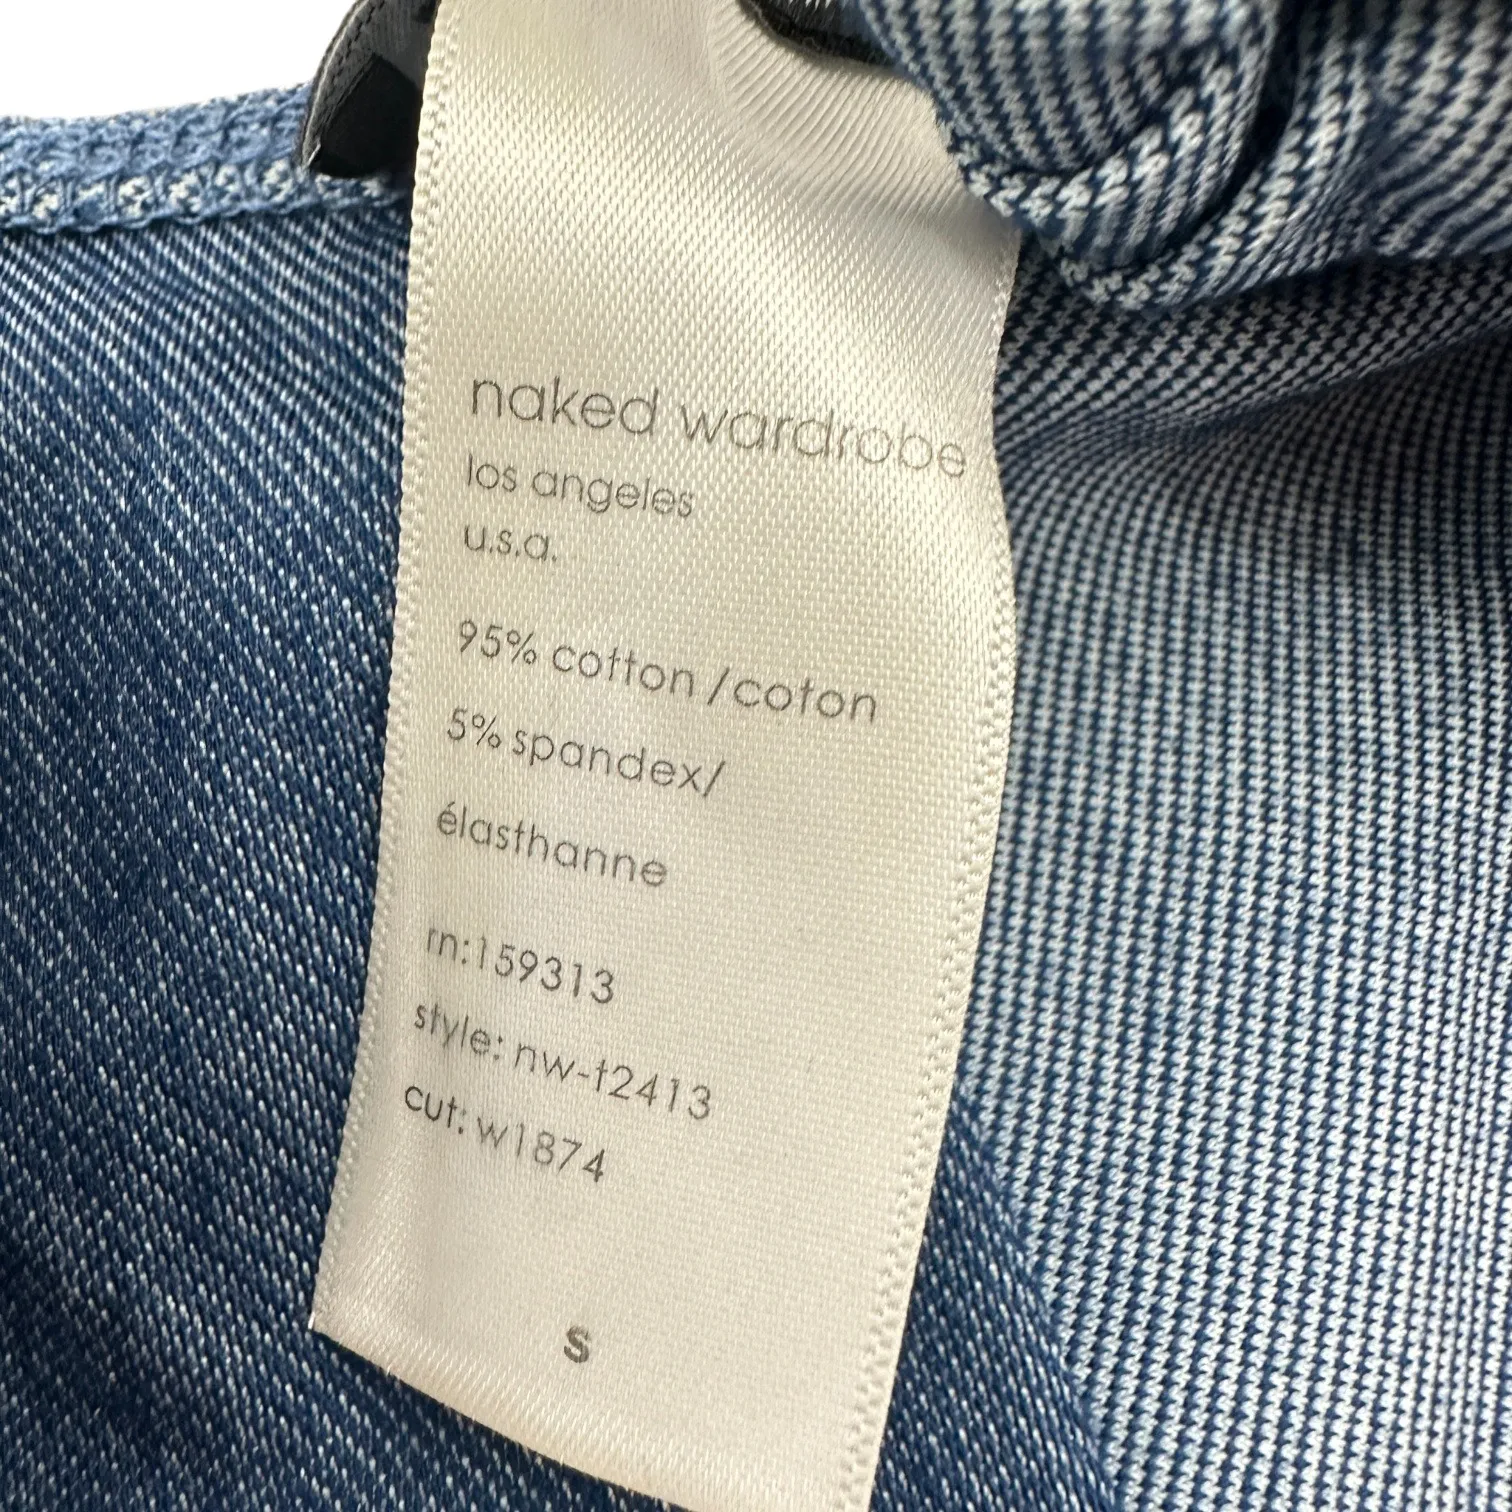 naked wardrobe
los angeles
u.s.a.
95% cotton /coton
5% spandex/
élasthanne
rn:159313
style: nw-t2413
cut: w1874
s